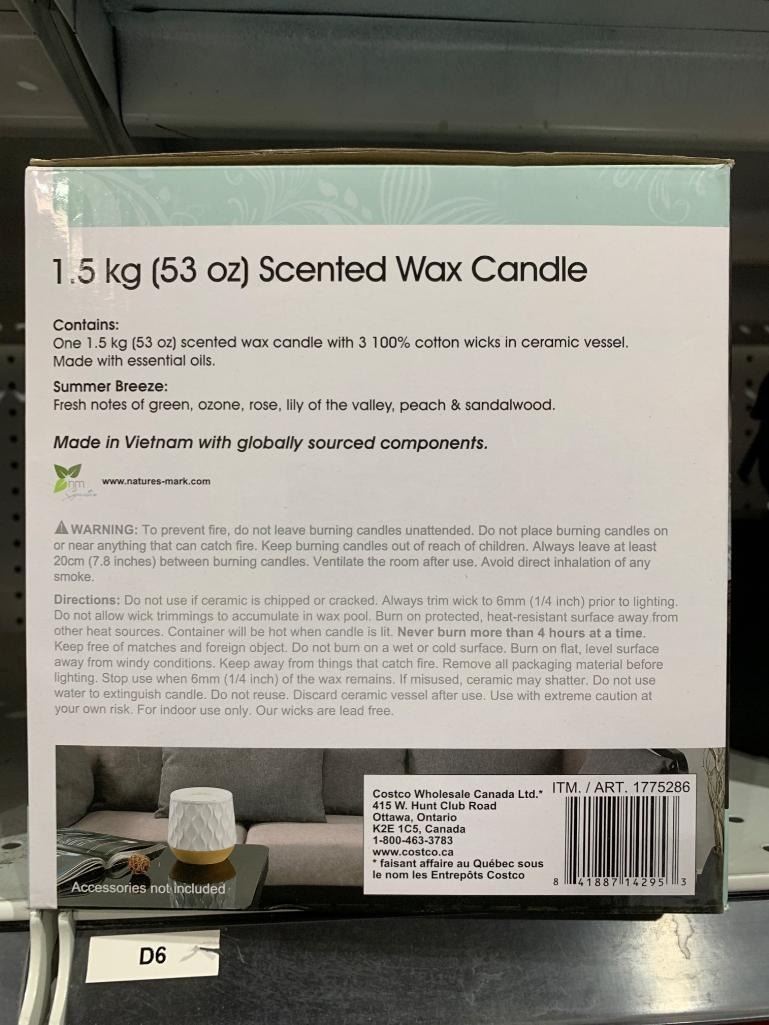 1.5 kg (53 oz) Scented Wax Candle
Contains:
One 1.5 kg (53 oz) scented wax candle with 3 100% cotton wicks in ceramic vessel.
Made with essential oils.
Summer Breeze:
Fresh notes of green, ozone, rose, lily of the valley, peach & sandalwood.
Made in Vietnam with globally sourced components.
nm
Signature
www.natures-mark.com
WARNING: To prevent fire, do not leave burning candles unattended. Do not place burning candles on
or near anything that can catch fire. Keep burning candles out of reach of children. Always leave at least
20cm (7.8 inches) between burning candles. Ventilate the room after use. Avoid direct inhalation of any
smoke.
Directions: Do not use if ceramic is chipped or cracked. Always trim wick to 6mm (1/4 inch) prior to lighting.
Do not allow wick trimmings to accumulate in wax pool. Burn on protected, heat-resistant surface away from
other heat sources. Container will be hot when candle is lit. Never burn more than 4 hours at a time.
Keep free of matches and foreign object. Do not burn on a wet or cold surface. Burn on flat, level surface
away from windy conditions. Keep away from things that catch fire. Remove all packaging material before
lighting. Stop use when 6mm (1/4 inch) of the wax remains. If misused, ceramic may shatter. Do not use
water to extinguish candle. Do not reuse. Discard ceramic vessel after use. Use with extreme caution at
your own risk. For indoor use only. Our wicks are lead free.
Accessories not Included
Costco Wholesale Canada Ltd.*
415 W. Hunt Club Road
Ottawa, Ontario
K2E 1C5, Canada
1-800-463-3783
www.costco.ca
* faisant affaire au Québec sous
le nom les Entrepôts Costco
ITM. / ART. 1775286
8 41887 14295 3
D6